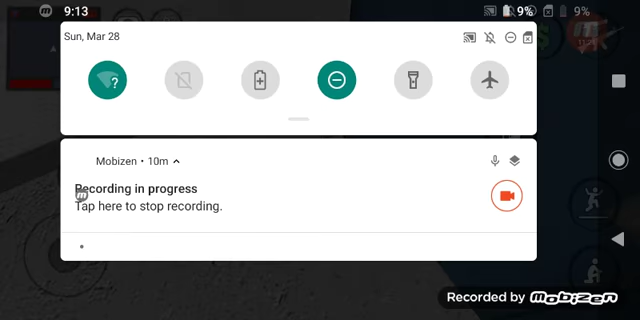 9:13
9%
9%
Sun, Mar 28
?
Mobizen • 10m
Recording in progress
Tap here to stop recording.
Recorded by Mobizen